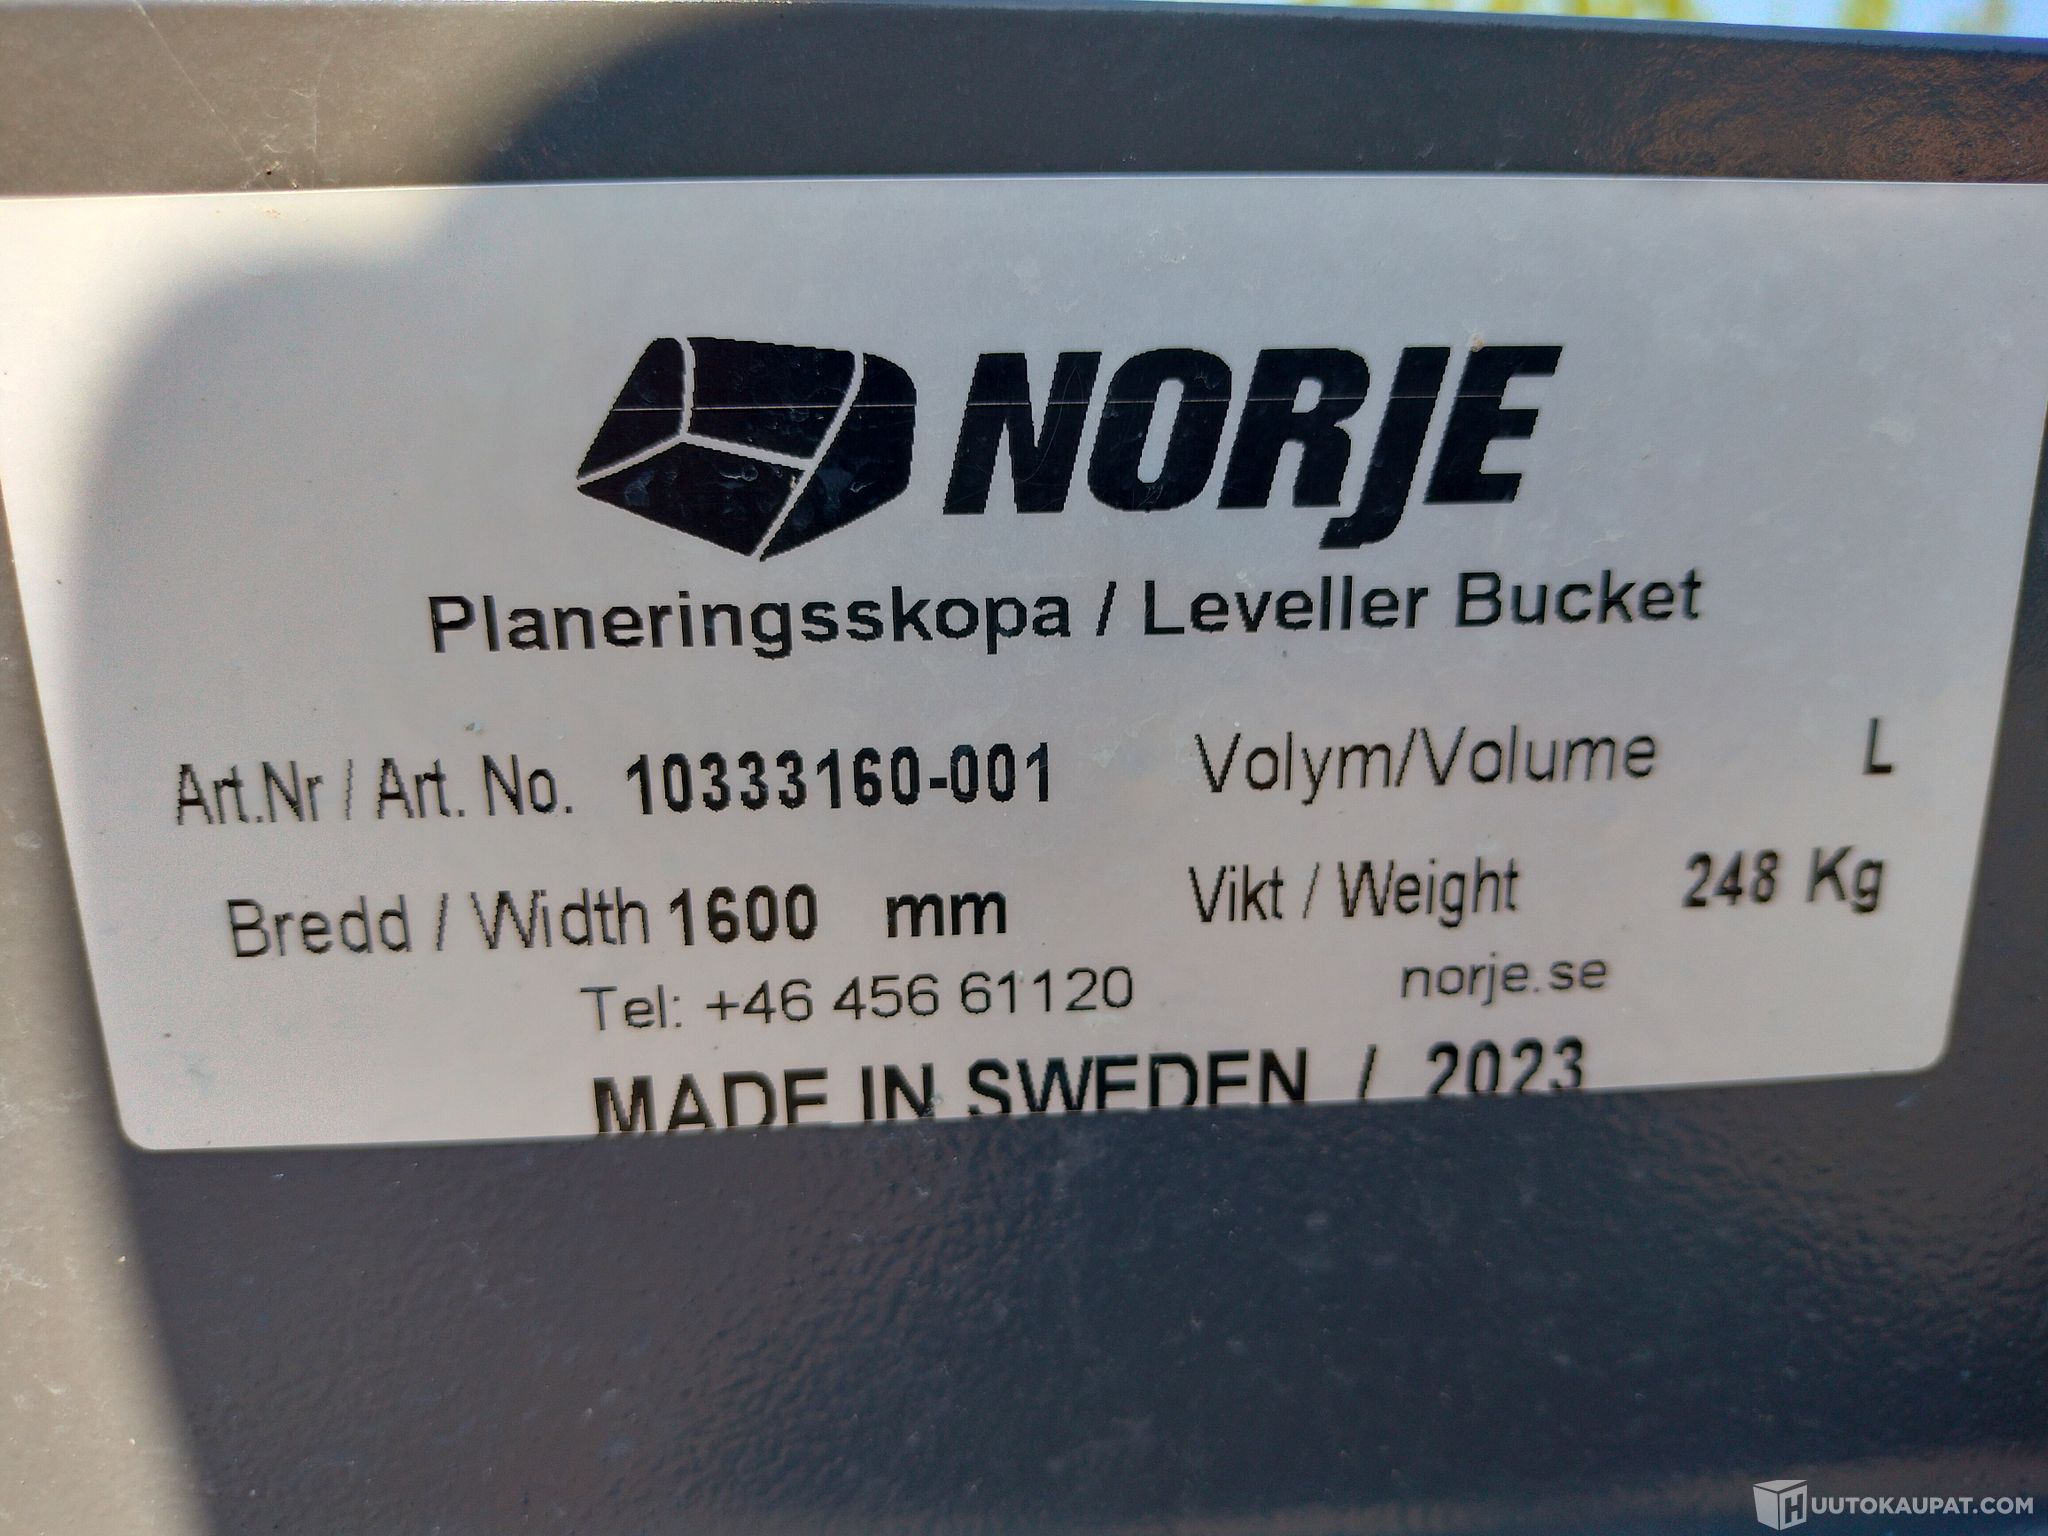 NORJE
Planeringsskopa / Leveller Bucket
Art.Nr / Art. No. 10333160-001 Volym/Volume L
Bredd / Width 1600 mm Vikt / Weight 248 Kg
Tel: +46 456 61120 norje.se
MADE IN SWEDEN / 2023
HUUTOKAUPAT.COM